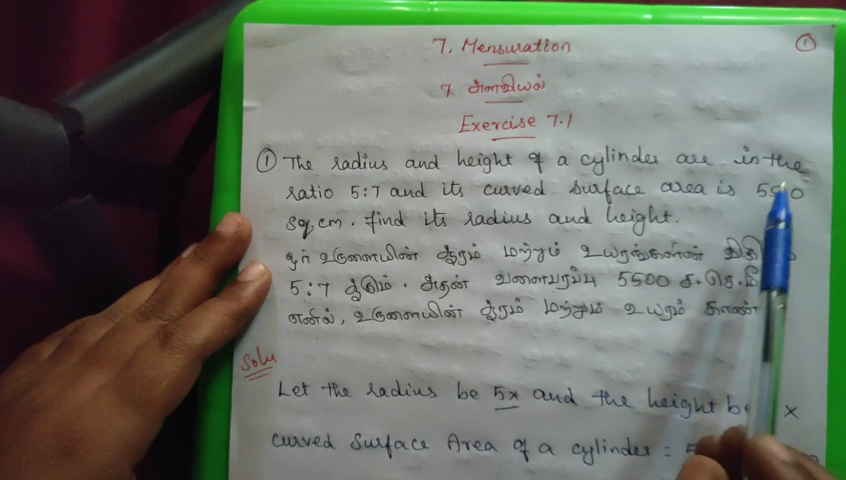 7. Mensuration
①
7. அளவியல்
Exercise 7.1
① The radius and height of a cylinder are in the
ratio 5:7 and its curved surface area is
sq.cm. find its radius and height.
ஓர் உருளையின் ஆரம் மற்றும் உயரங்களின்
5:7 ஆகும். அதன் வளைபரப்பு 5500 ச.செ.மீ
எனில், உருளையின் ஆரம் மற்றும் உயரம் காண்
Solu
Let the radius be 5x and the height be x
curved Surface Area of a cylinder =